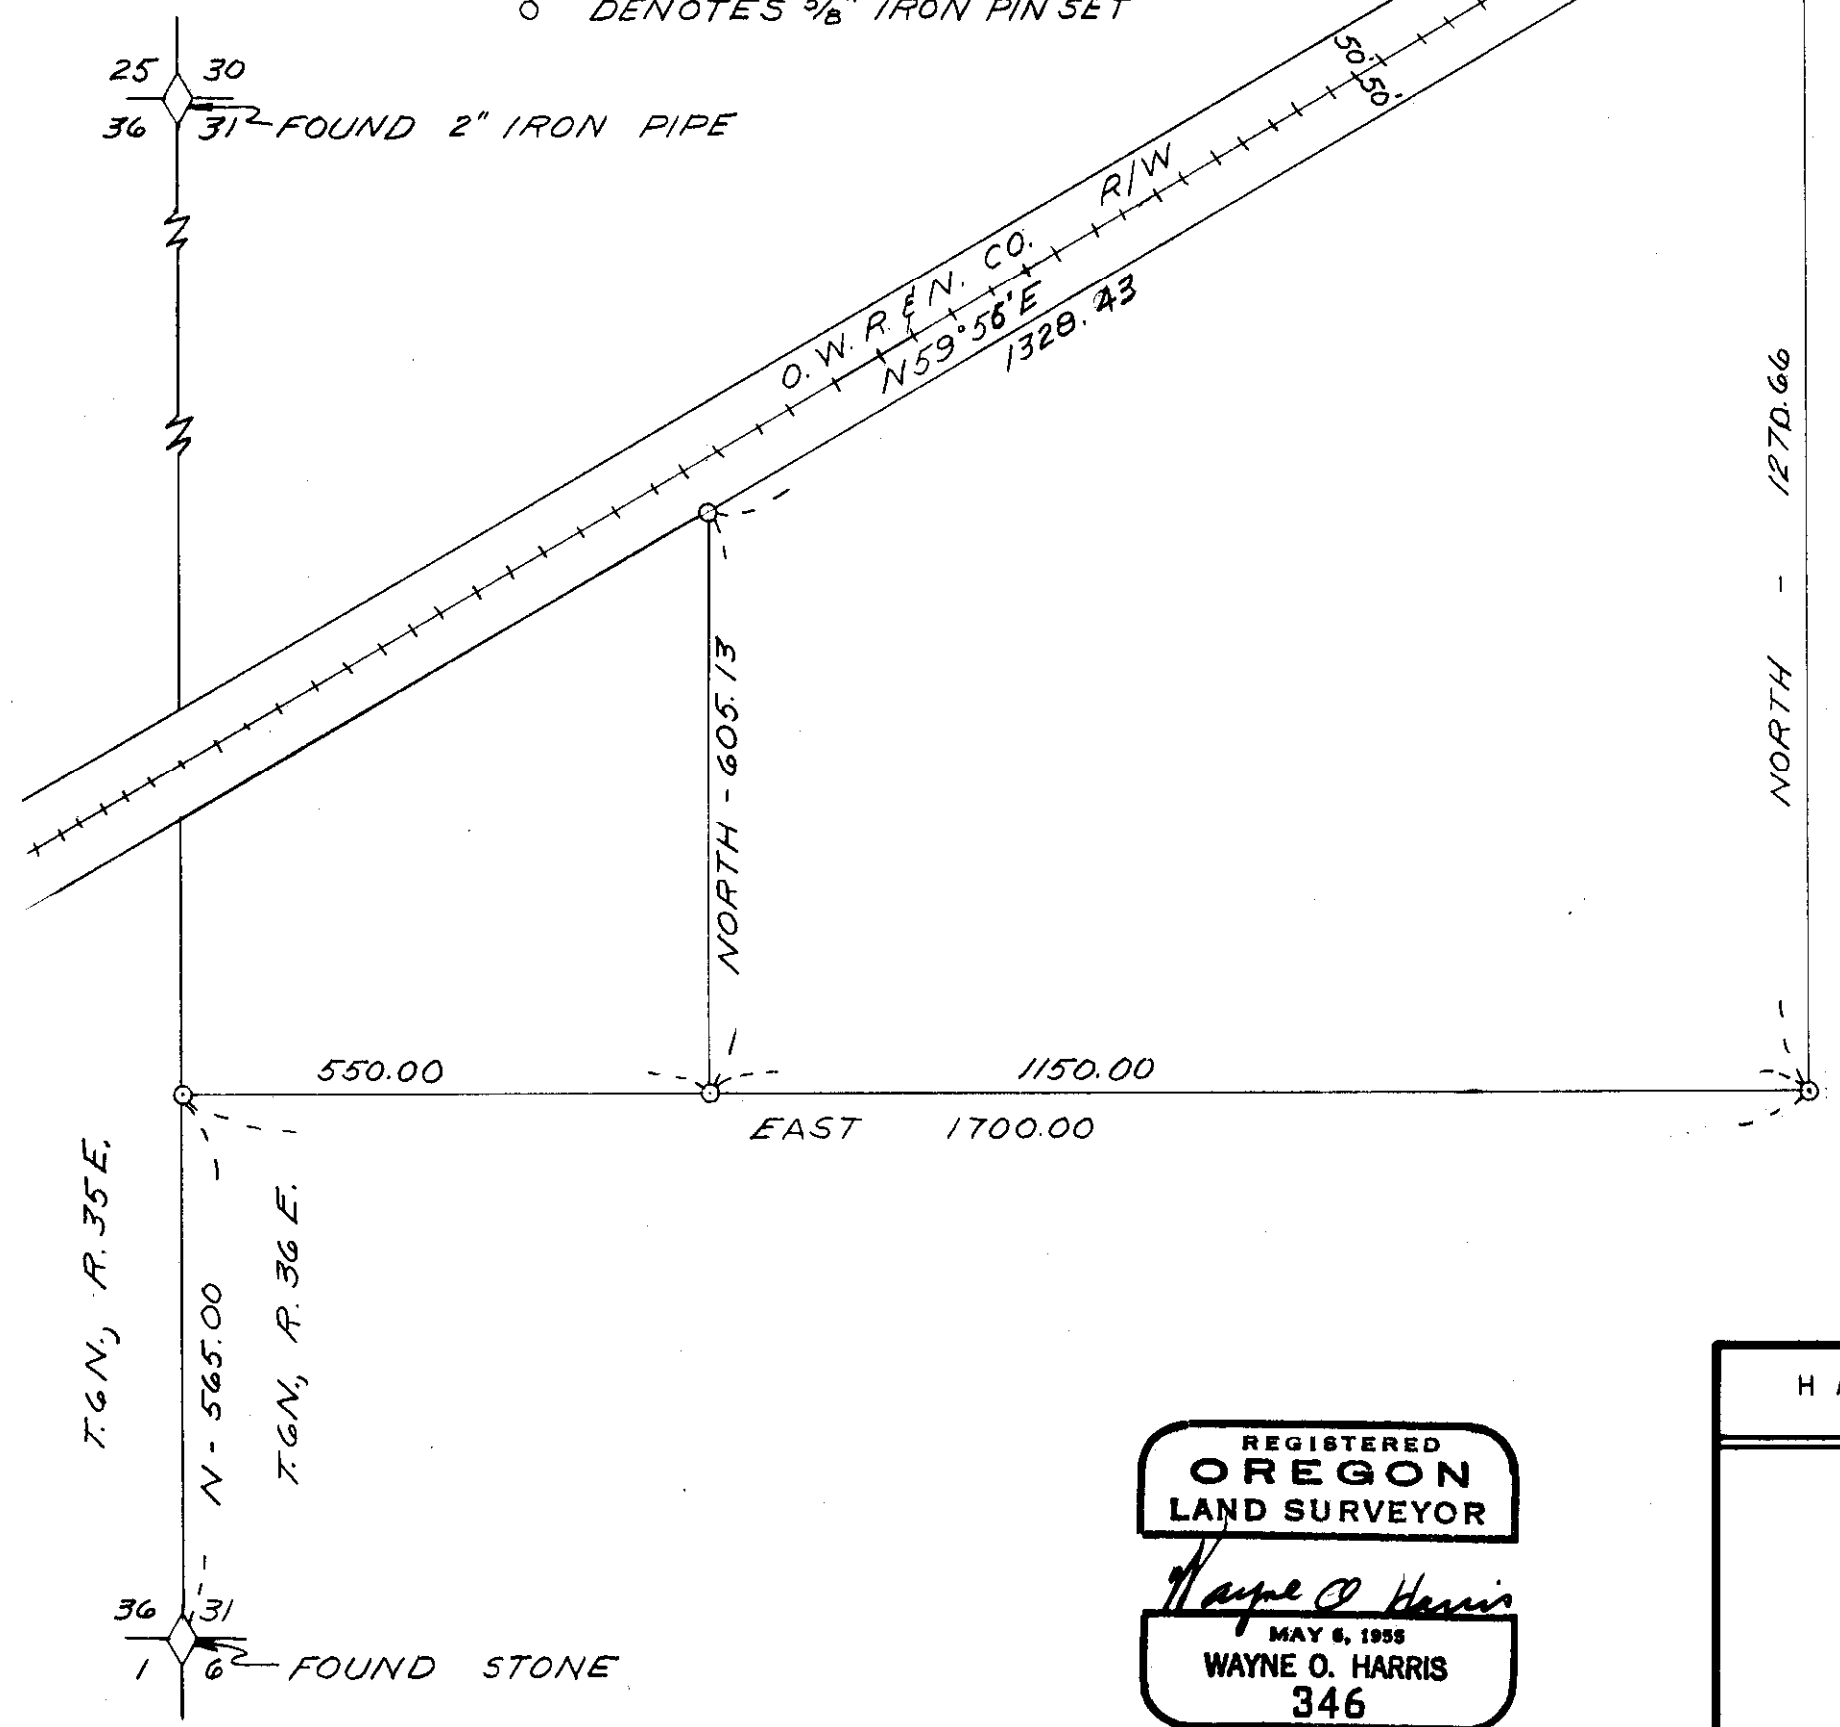 ○ DENOTES 5/8" IRON PIN SET
25 30
36 31
FOUND 2" IRON PIPE
50' 50'
O.W.R. & N. CO. R/W
N59°56'E
1328.43
NORTH - 1270.66
NORTH - 605.13
550.00
1150.00
EAST 1700.00
T.6N., R.35E.
N - 565.00
T.6N., R.36E.
36 31
1 6
FOUND STONE
H
REGISTERED
OREGON
LAND SURVEYOR
Wayne O Harris
MAY 6, 1955
WAYNE O. HARRIS
346